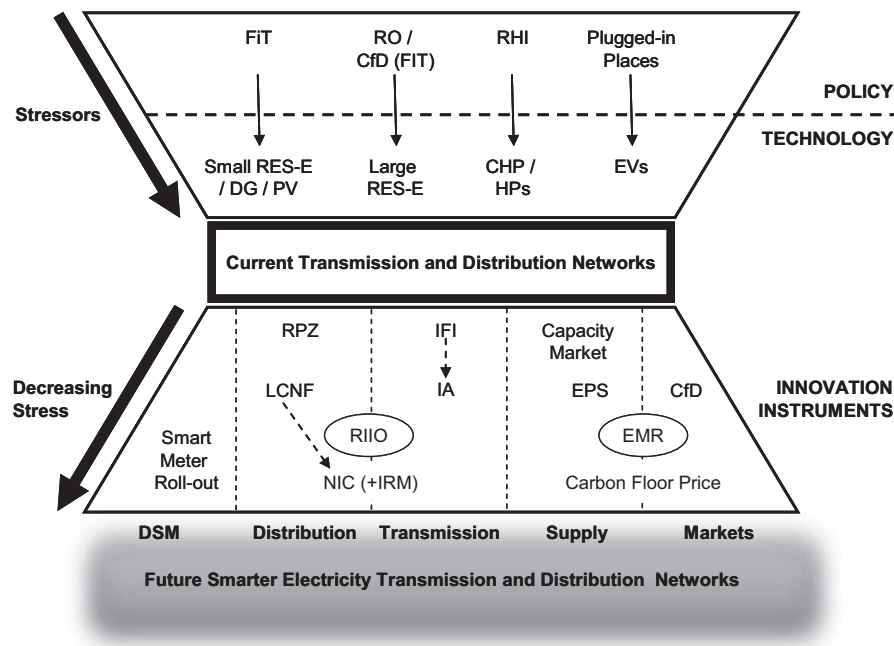 FiT
RO /
CfD (FIT)
RHI
Plugged-in
Places
POLICY
Stressors
TECHNOLOGY
Small RES-E
/ DG / PV
Large
RES-E
CHP /
HPs
EVs
Current Transmission and Distribution Networks
RPZ
IFI
Capacity
Market
Decreasing
Stress
LCNF
IA
EPS
CfD
INNOVATION
INSTRUMENTS
Smart
Meter
Roll-out
RIIO
EMR
NIC (+IRM)
Carbon Floor Price
DSM
Distribution
Transmission
Supply
Markets
Future Smarter Electricity Transmission and Distribution Networks